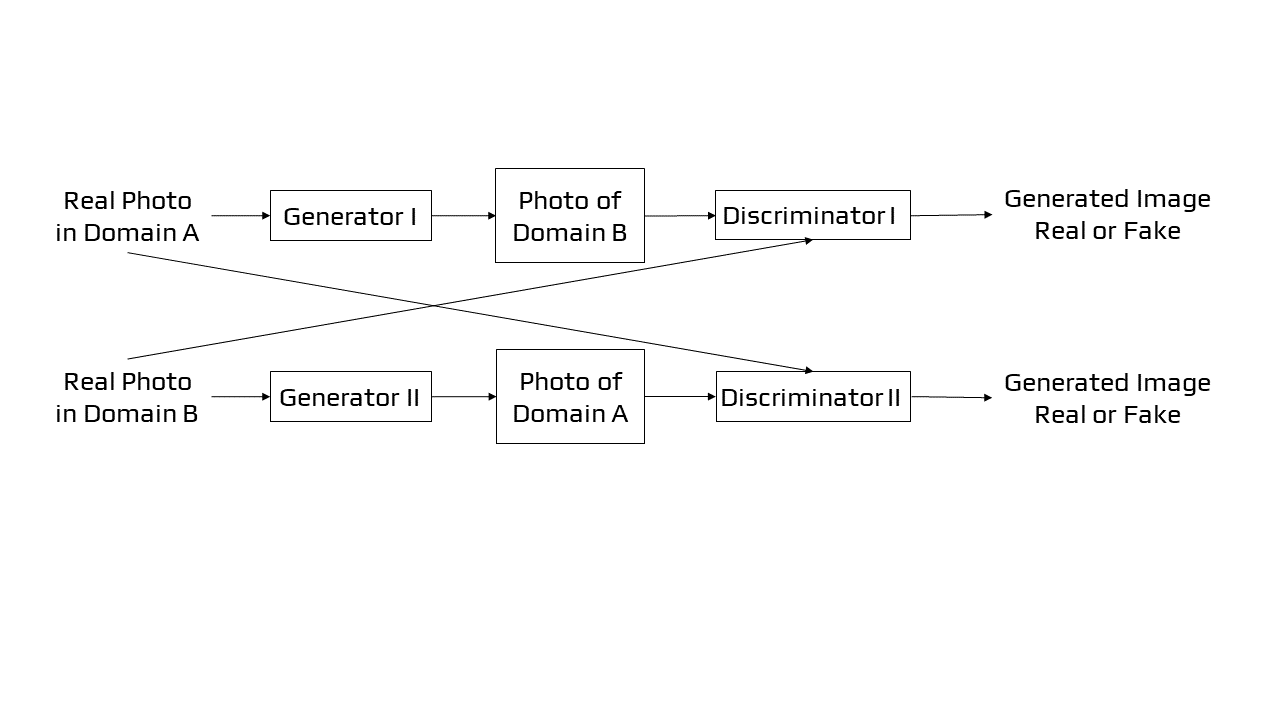 Real Photo
in Domain A
Generator I
Photo of
Domain B
Discriminator I
Generated Image
Real or Fake
Real Photo
in Domain B
Generator II
Photo of
Domain A
Discriminator II
Generated Image
Real or Fake